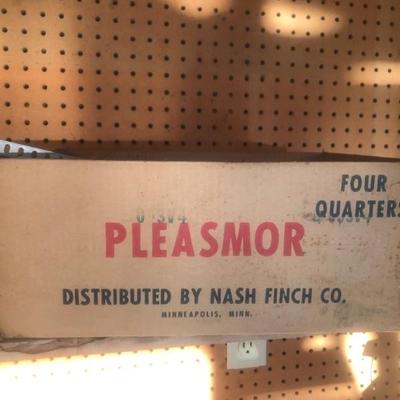 FOUR
QUARTERS
PLEASMOR
DISTRIBUTED BY NASH FINCH CO.
MINNEAPOLIS, MINN.